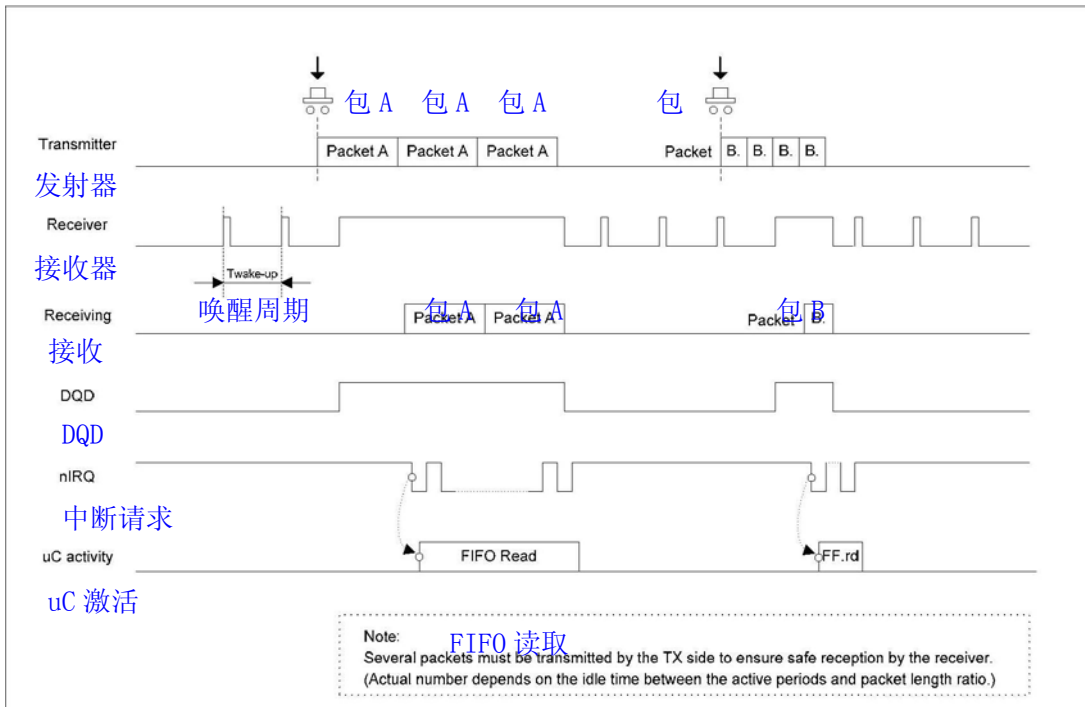 包 A 包 A 包 A 包
Transmitter
Packet A Packet A Packet A Packet B. B. B. B.
发射器
Receiver
接收器
Twake-up
唤醒周期
包 A 包 A 包 B
Receiving Packet A Packet A Packet B.
接收
DQD
DQD
nIRQ
中断请求
uC activity FIFO Read FF.rd
uC 激活
Note:
FIFO 读取
Several packets must be transmitted by the TX side to ensure safe reception by the receiver.
(Actual number depends on the idle time between the active periods and packet length ratio.)